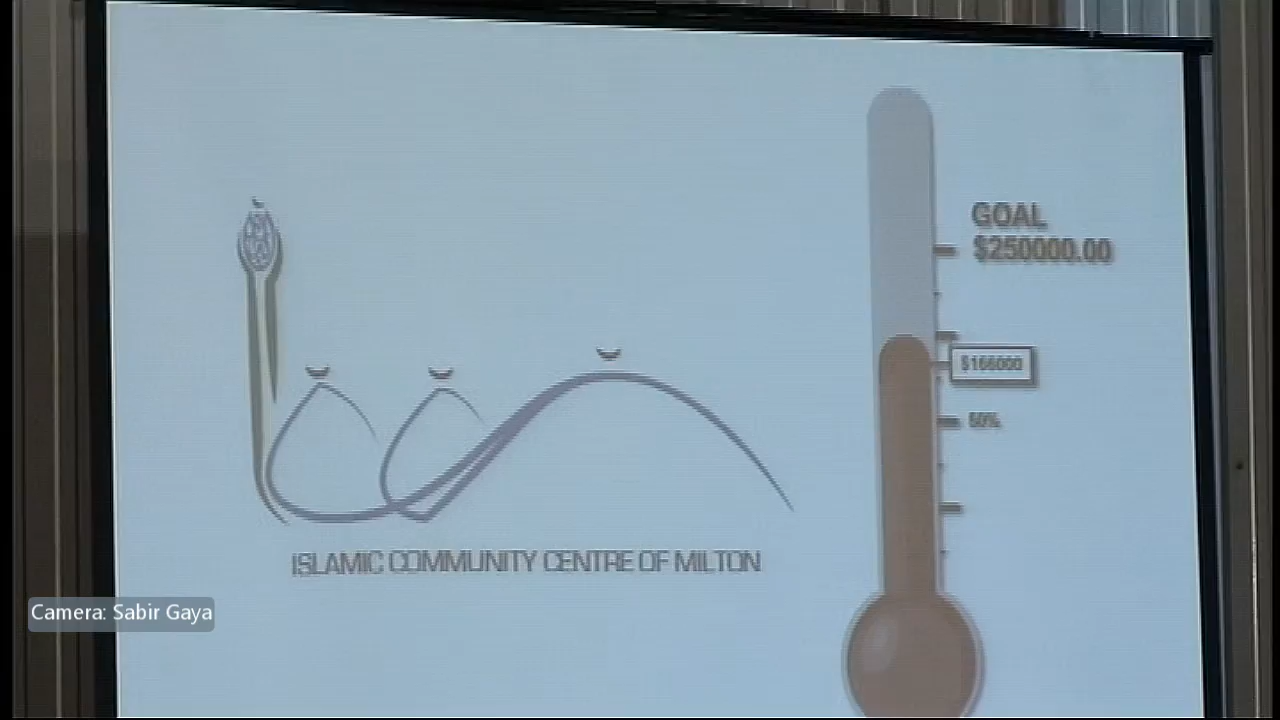 GOAL
$250000.00
$166000
50%
ISLAMIC COMMUNITY CENTRE OF MILTON
Camera: Sabir Gaya